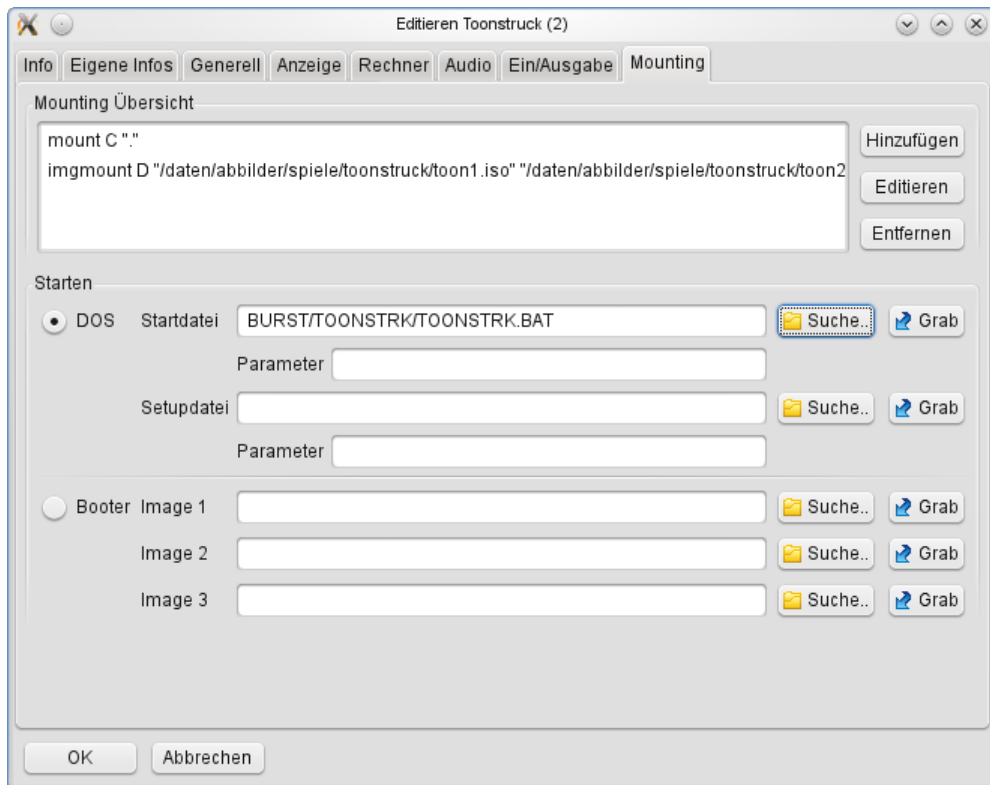 Editieren Toonstruck (2)
Info Eigene Infos Generell Anzeige Rechner Audio Ein/Ausgabe Mounting
Mounting Übersicht
mount C "."
imgmount D "/daten/abbilder/spiele/toonstruck/toon1.iso" "/daten/abbilder/spiele/toonstruck/toon2
Hinzufügen
Editieren
Entfernen
Starten
DOS Startdatei BURST/TOONSTRK/TOONSTRK.BAT Suche.. Grab
Parameter
Setupdatei Suche.. Grab
Parameter
Booter Image 1 Suche.. Grab
Image 2 Suche.. Grab
Image 3 Suche.. Grab
OK Abbrechen